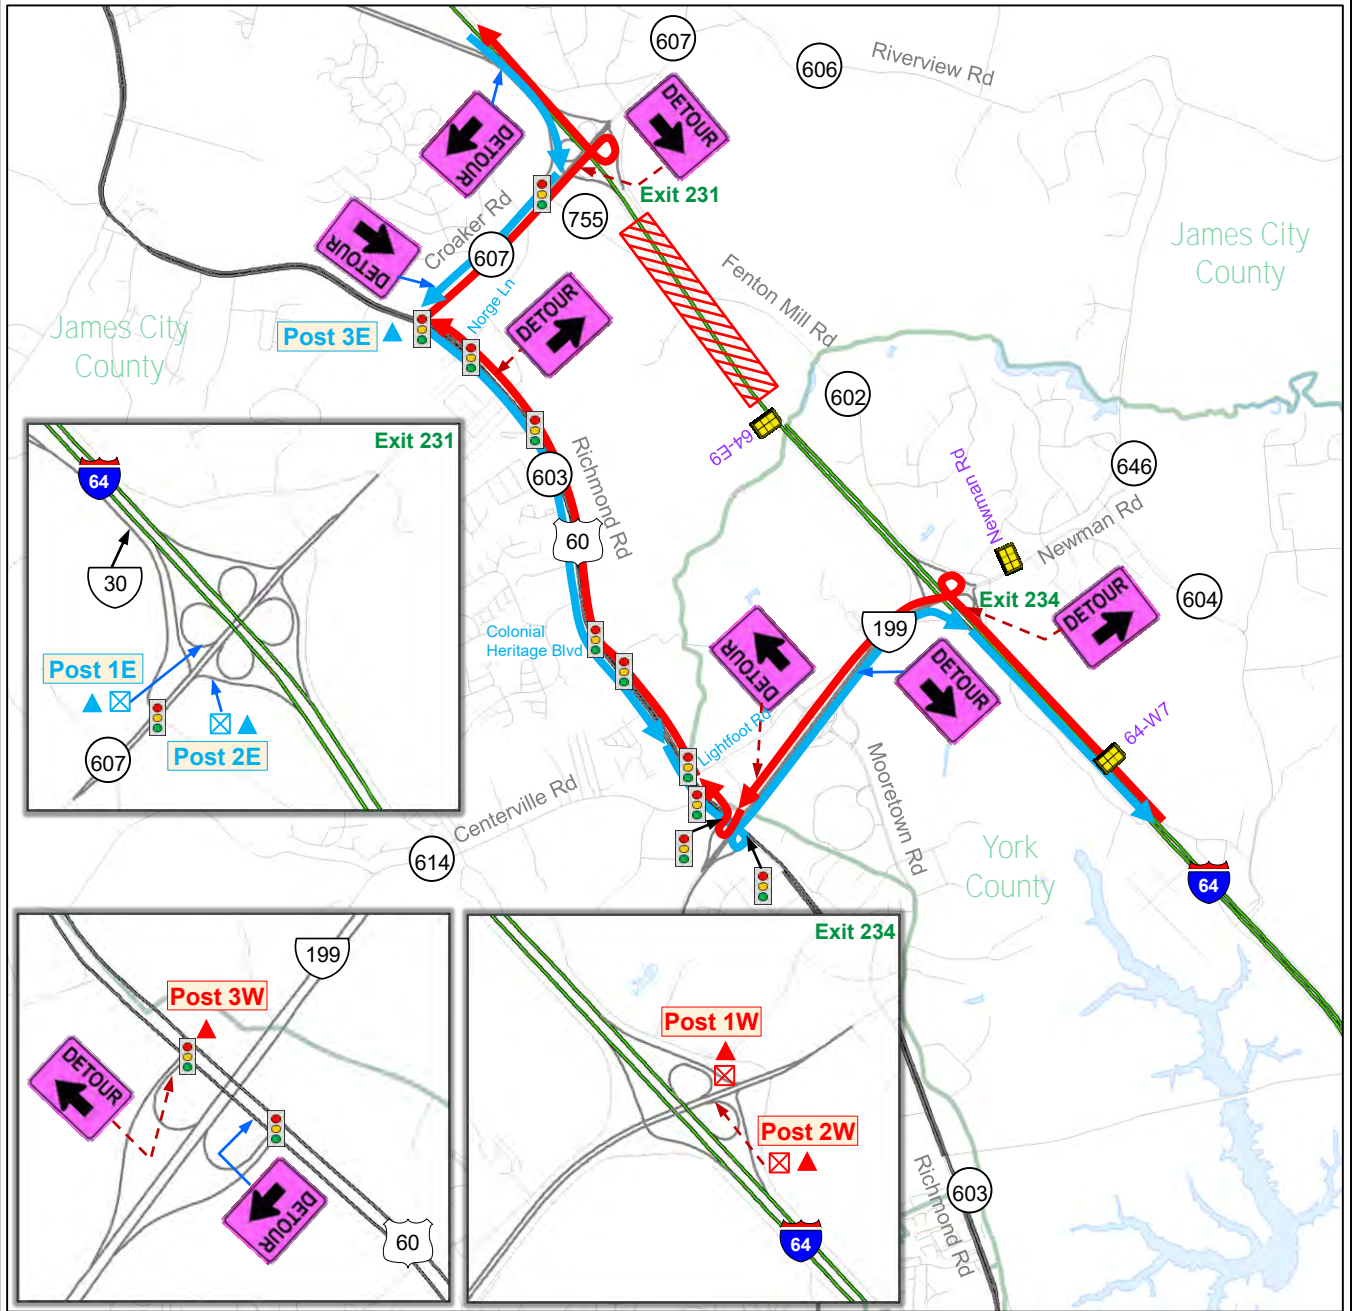 607
606
Riverview Rd
DETOUR
DETOUR
Exit 231
755
Croaker Rd
607
DETOUR
Norge Ln
DETOUR
Fenton Mill Rd
James City
County
James City
County
Post 3E
602
64-E9
Richmond Rd
603
60
646
Newman Rd
Newman Rd
604
Exit 234
DETOUR
199
DETOUR
DETOUR
Colonial
Heritage Blvd
Lightfoot Rd
Mooretown Rd
64-W7
Centerville Rd
614
York
County
64
Exit 231
64
30
Post 1E
Post 2E
607
199
Post 3W
DETOUR
DETOUR
60
Exit 234
Post 1W
Post 2W
64
603
Richmond Rd